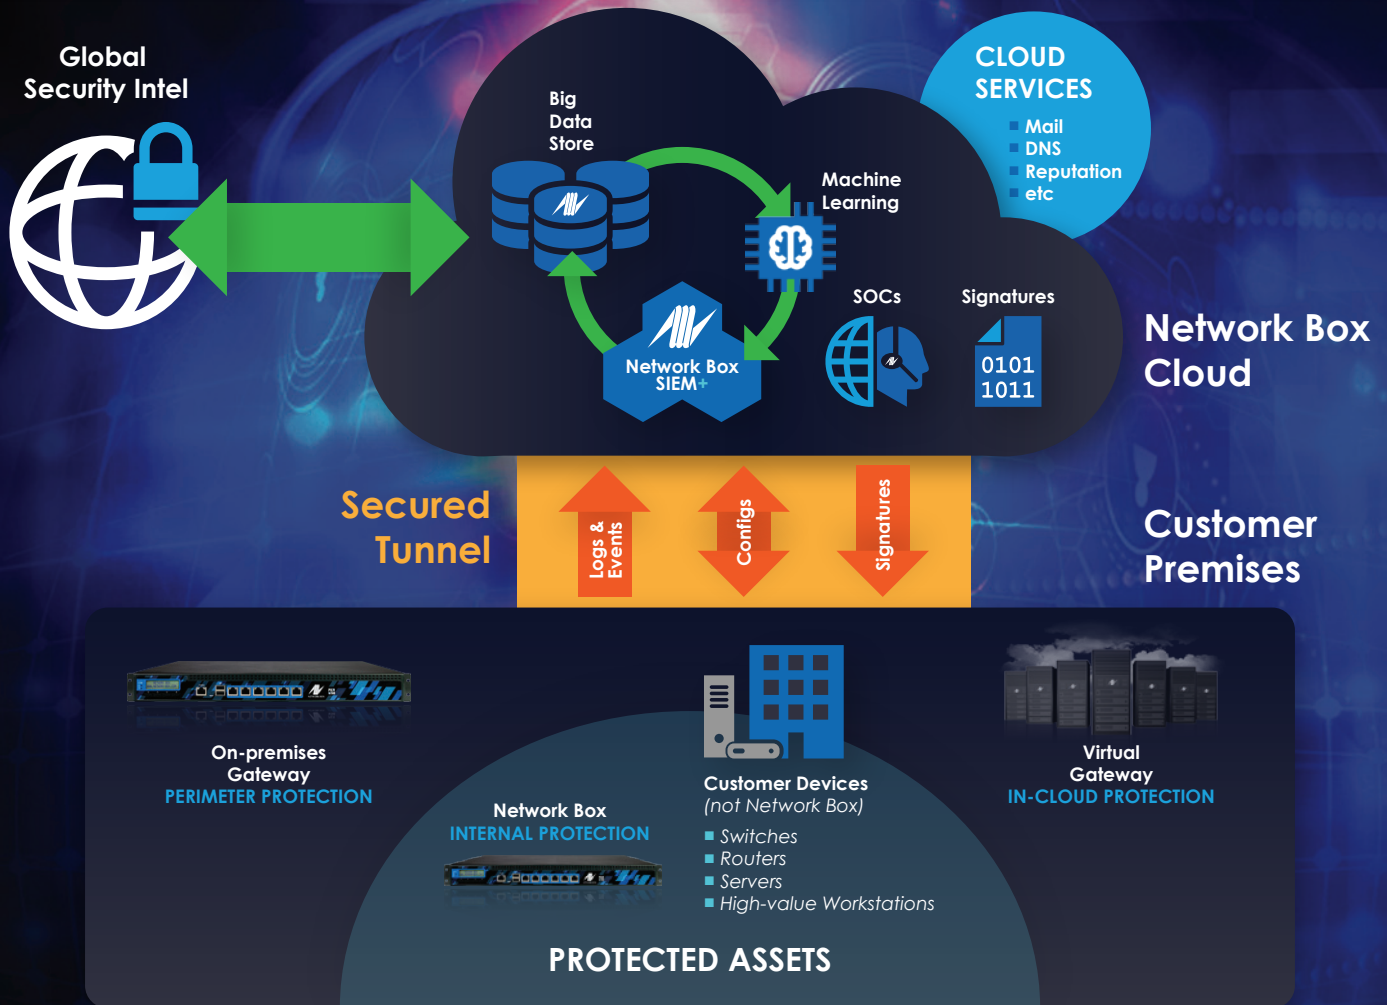 Global
Security Intel
Big
Data
Store
CLOUD
SERVICES
Mail
DNS
Reputation
etc
Machine
Learning
SOCs
Signatures
0101
1011
Network Box
SIEM+
Network Box
Cloud
Secured
Tunnel
Logs &
Events
Configs
Signatures
Customer
Premises
On-premises
Gateway
PERIMETER PROTECTION
Network Box
INTERNAL PROTECTION
Customer Devices
(not Network Box)
Switches
Routers
Servers
High-value Workstations
Virtual
Gateway
IN-CLOUD PROTECTION
PROTECTED ASSETS